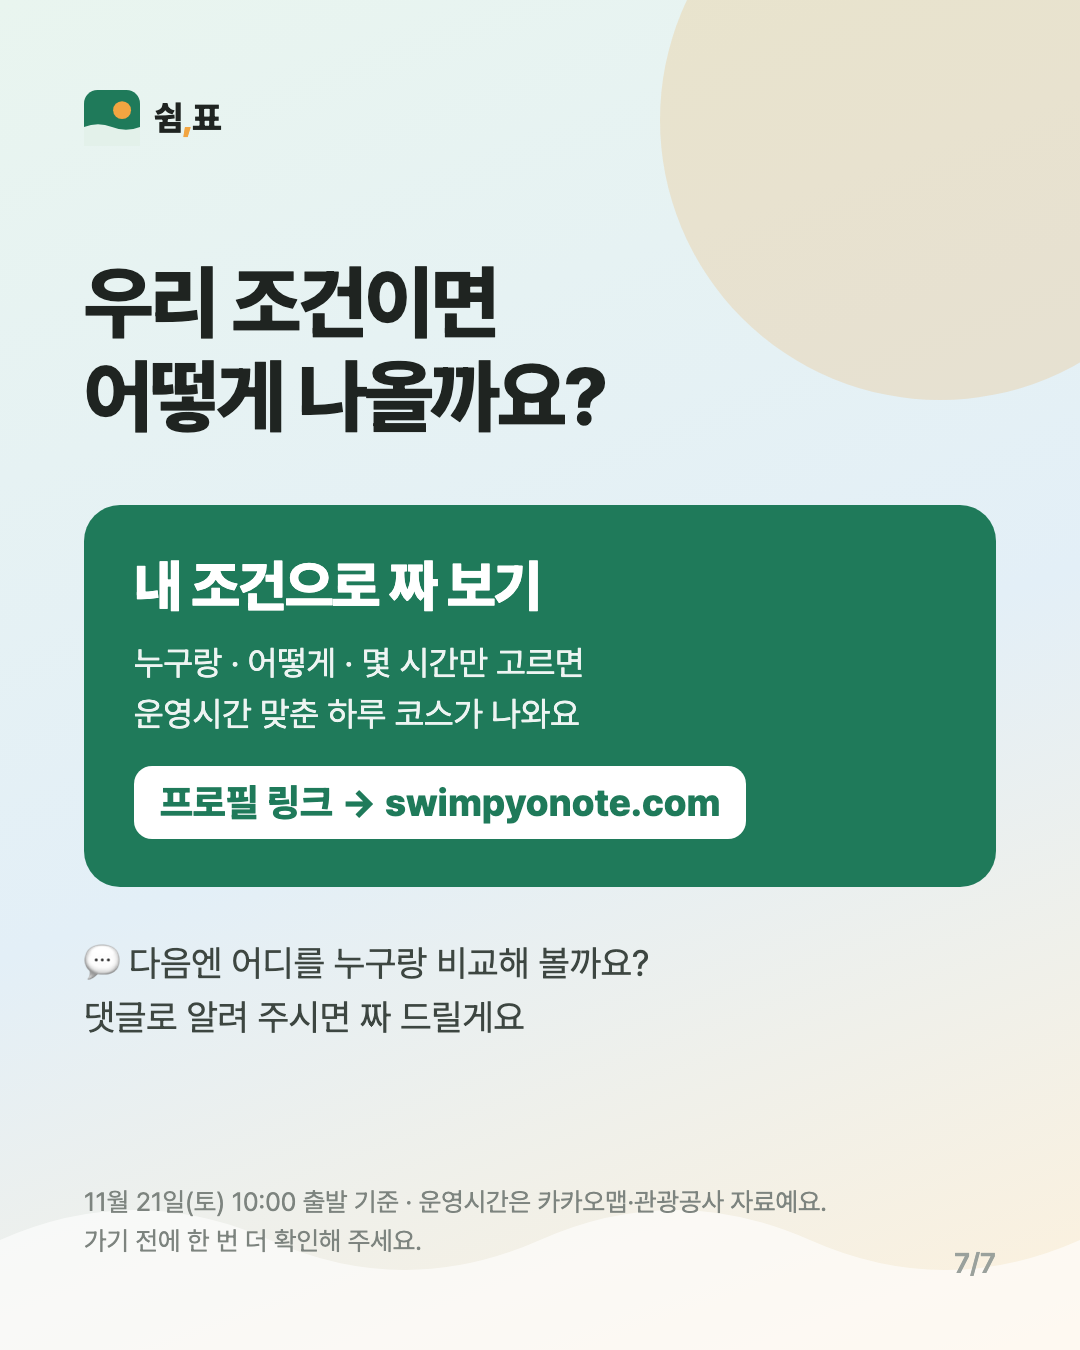 쉼,표
우리 조건이면
어떻게 나올까요?
내 조건으로 짜 보기
누구랑 · 어떻게 · 몇 시간만 고르면
운영시간 맞춘 하루 코스가 나와요
프로필 링크 → swimpyonote.com
💬 다음엔 어디를 누구랑 비교해 볼까요?
댓글로 알려 주시면 짜 드릴게요
11월 21일(토) 10:00 출발 기준 · 운영시간은 카카오맵·관광공사 자료예요.
가기 전에 한 번 더 확인해 주세요.
7/7